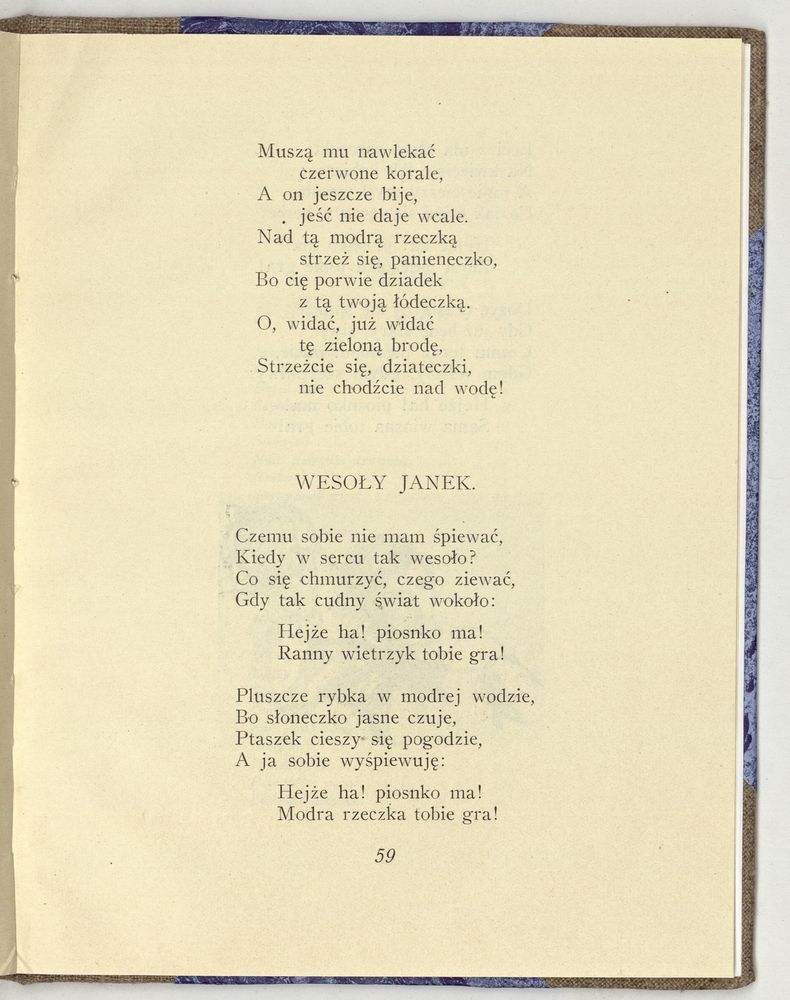 Muszą mu nawlekać
czerwone korale,
A on jeszcze bije,
jeść nie daje wcale.
Nad tą modrą rzeczką
strzeż się, panieneczko,
Bo cię porwie dziadek
z tą twoją łódeczką.
O, widać, już widać
tę zieloną brodę,
Strzeżcie się, dziateczki,
nie chodźcie nad wodę!
WESOŁY JANEK.
Czemu sobie nie mam śpiewać,
Kiedy w sercu tak wesoło?
Co się chmurzyć, czego ziewać,
Gdy tak cudny świat wokoło:
Hejże ha! piosnko ma!
Ranny wietrzyk tobie gra!
Pluszcze rybka w modrej wodzie,
Bo słoneczko jasne czuje,
Ptaszek cieszy się pogodzie,
A ja sobie wyśpiewuję:
Hejże ha! piosnko ma!
Modra rzeczka tobie gra!
59